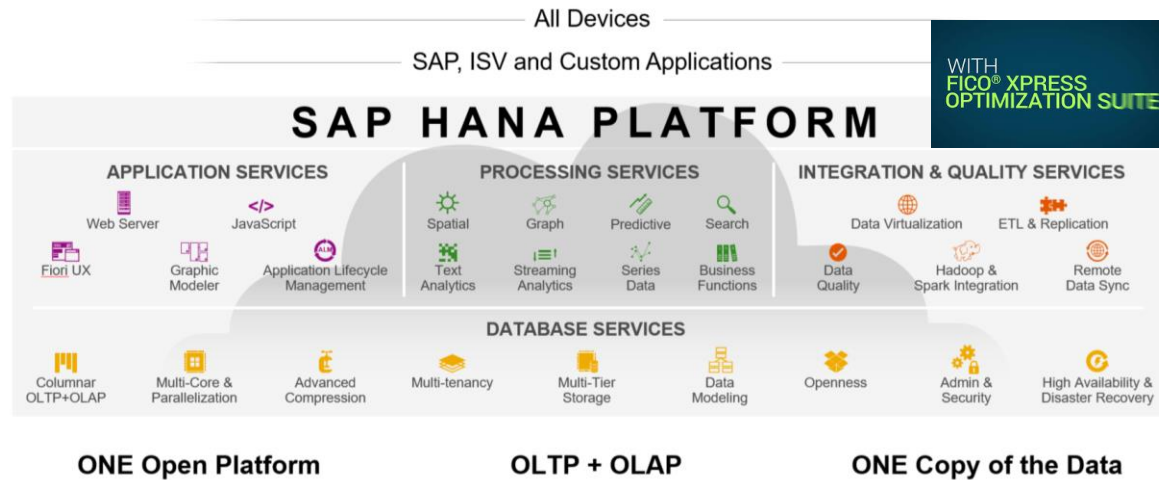 All Devices
SAP, ISV and Custom Applications
WITH
FICO® XPRESS
OPTIMIZATION SUITE
SAP HANA PLATFORM
APPLICATION SERVICES
Web Server
JavaScript
Fiori UX
Graphic
Modeler
ALM
Application Lifecycle
Management
PROCESSING SERVICES
Spatial
Graph
Predictive
Search
Text
Analytics
Streaming
Analytics
Series
Data
Business
Functions
INTEGRATION & QUALITY SERVICES
Data Virtualization
ETL & Replication
Data
Quality
Hadoop &
Spark Integration
Remote
Data Sync
DATABASE SERVICES
Columnar
OLTP+OLAP
Multi-Core &
Parallelization
Advanced
Compression
Multi-tenancy
Multi-Tier
Storage
Data
Modeling
Openness
Admin &
Security
High Availability &
Disaster Recovery
ONE Open Platform
OLTP + OLAP
ONE Copy of the Data